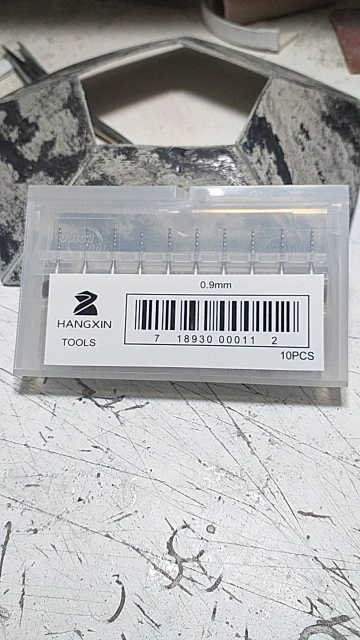 0.9mm
HANGXIN
TOOLS
7 18930 00011 2
10PCS